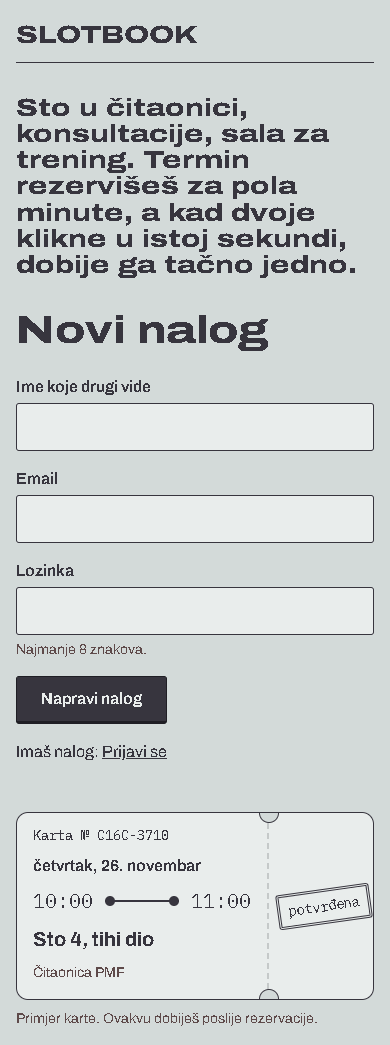 SLOTBOOK
Sto u čitaonici,
konsultacije, sala za
trening. Termin
rezervišeš za pola
minute, a kad dvoje
klikne u istoj sekundi,
dobije ga tačno jedno.
Novi nalog
Ime koje drugi vide
Email
Lozinka
Najmanje 8 znakova.
Napravi nalog
Imaš nalog: Prijavi se
Karta № C16C-3710
četvrtak, 26. novembar
10:00 11:00
potvrđena
Sto 4, tihi dio
Čitaonica PMF
Primjer karte. Ovakvu dobiješ poslije rezervacije.